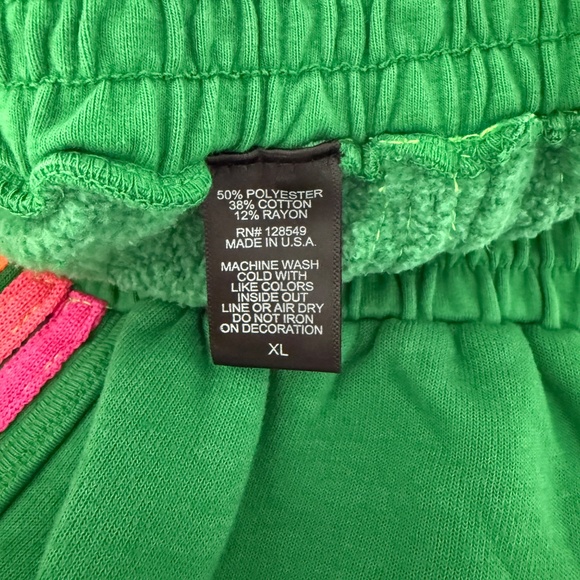 50% POLYESTER
38% COTTON
12% RAYON
RN# 128549
MADE IN U.S.A.
MACHINE WASH
COLD WITH
LIKE COLORS
INSIDE OUT
LINE OR AIR DRY
DO NOT IRON
ON DECORATION
XL